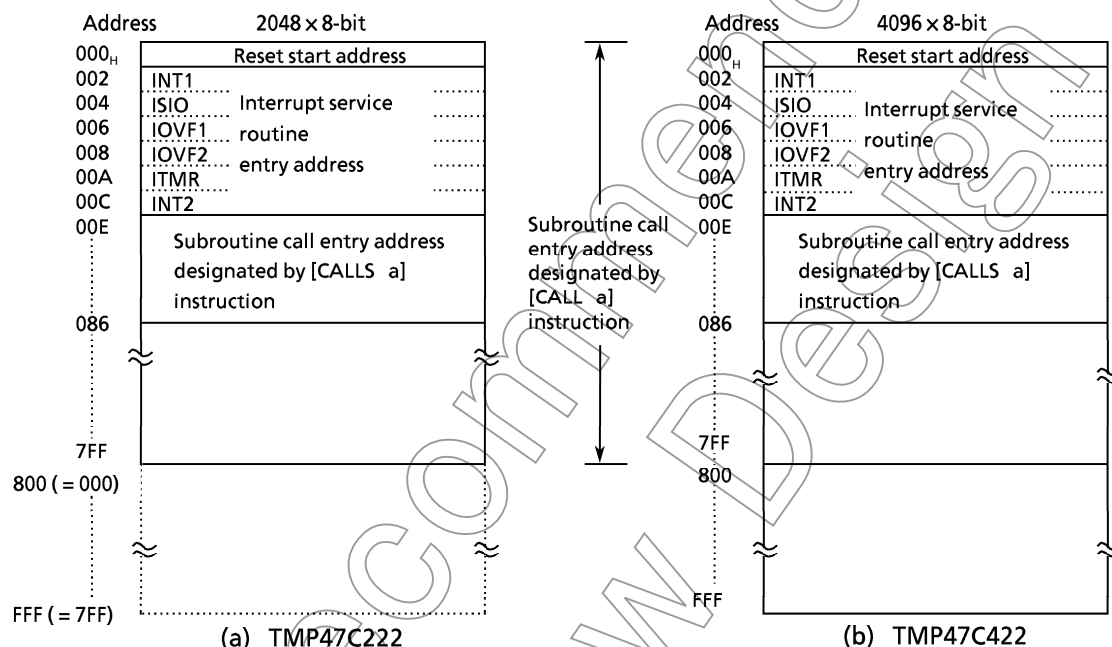 Address 2048 × 8-bit
000H Reset start address
002 INT1
004 ISIO Interrupt service
006 IOVF1 routine
008 IOVF2 entry address
00A ITMR
00C INT2
00E
Subroutine call entry address
designated by [CALLS a]
instruction
086
7FF
800 ( = 000)
FFF ( = 7FF)
(a) TMP47C222
Subroutine call
entry address
designated by
[CALL a]
instruction
Address 4096 × 8-bit
000H Reset start address
002 INT1
004 ISIO Interrupt service
006 IOVF1 routine
008 IOVF2 entry address
00A ITMR
00C INT2
00E
Subroutine call entry address
designated by [CALLS a]
instruction
086
7FF
800
FFF
(b) TMP47C422